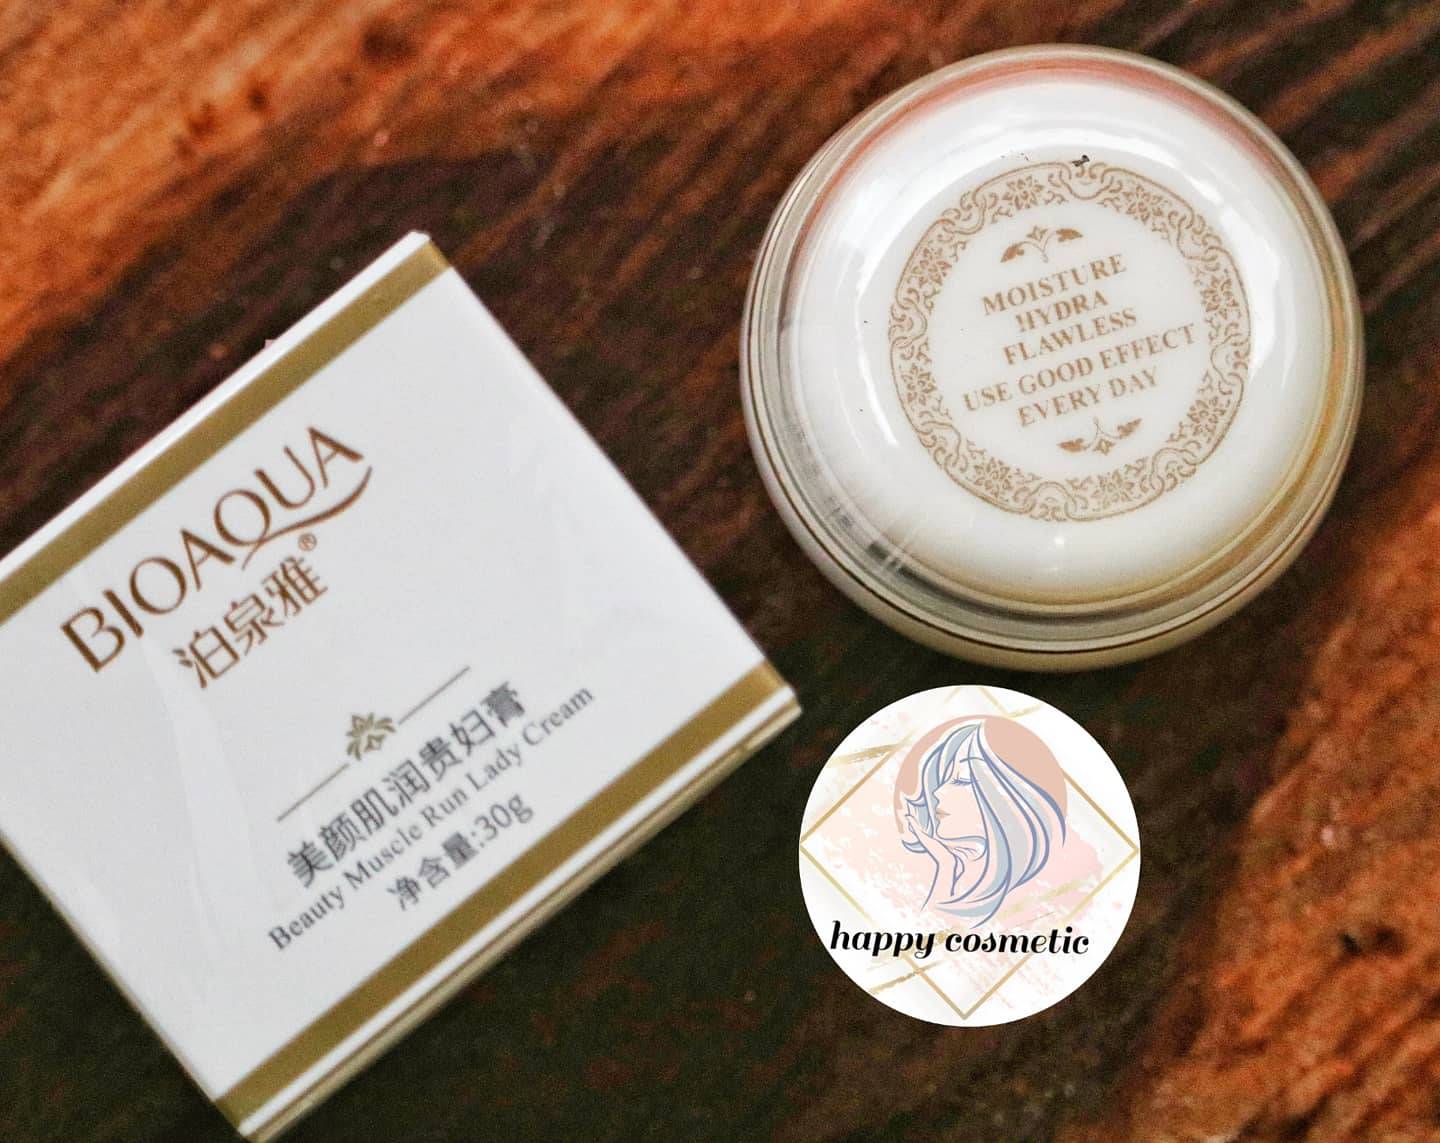 BIOAQUA
泊泉雅®
美颜肌润贵妇膏
Beauty Muscle Run Lady Cream
净含量:30g
MOISTURE
HYDRA
FLAWLESS
USE GOOD EFFECT
EVERY DAY
happy cosmetic